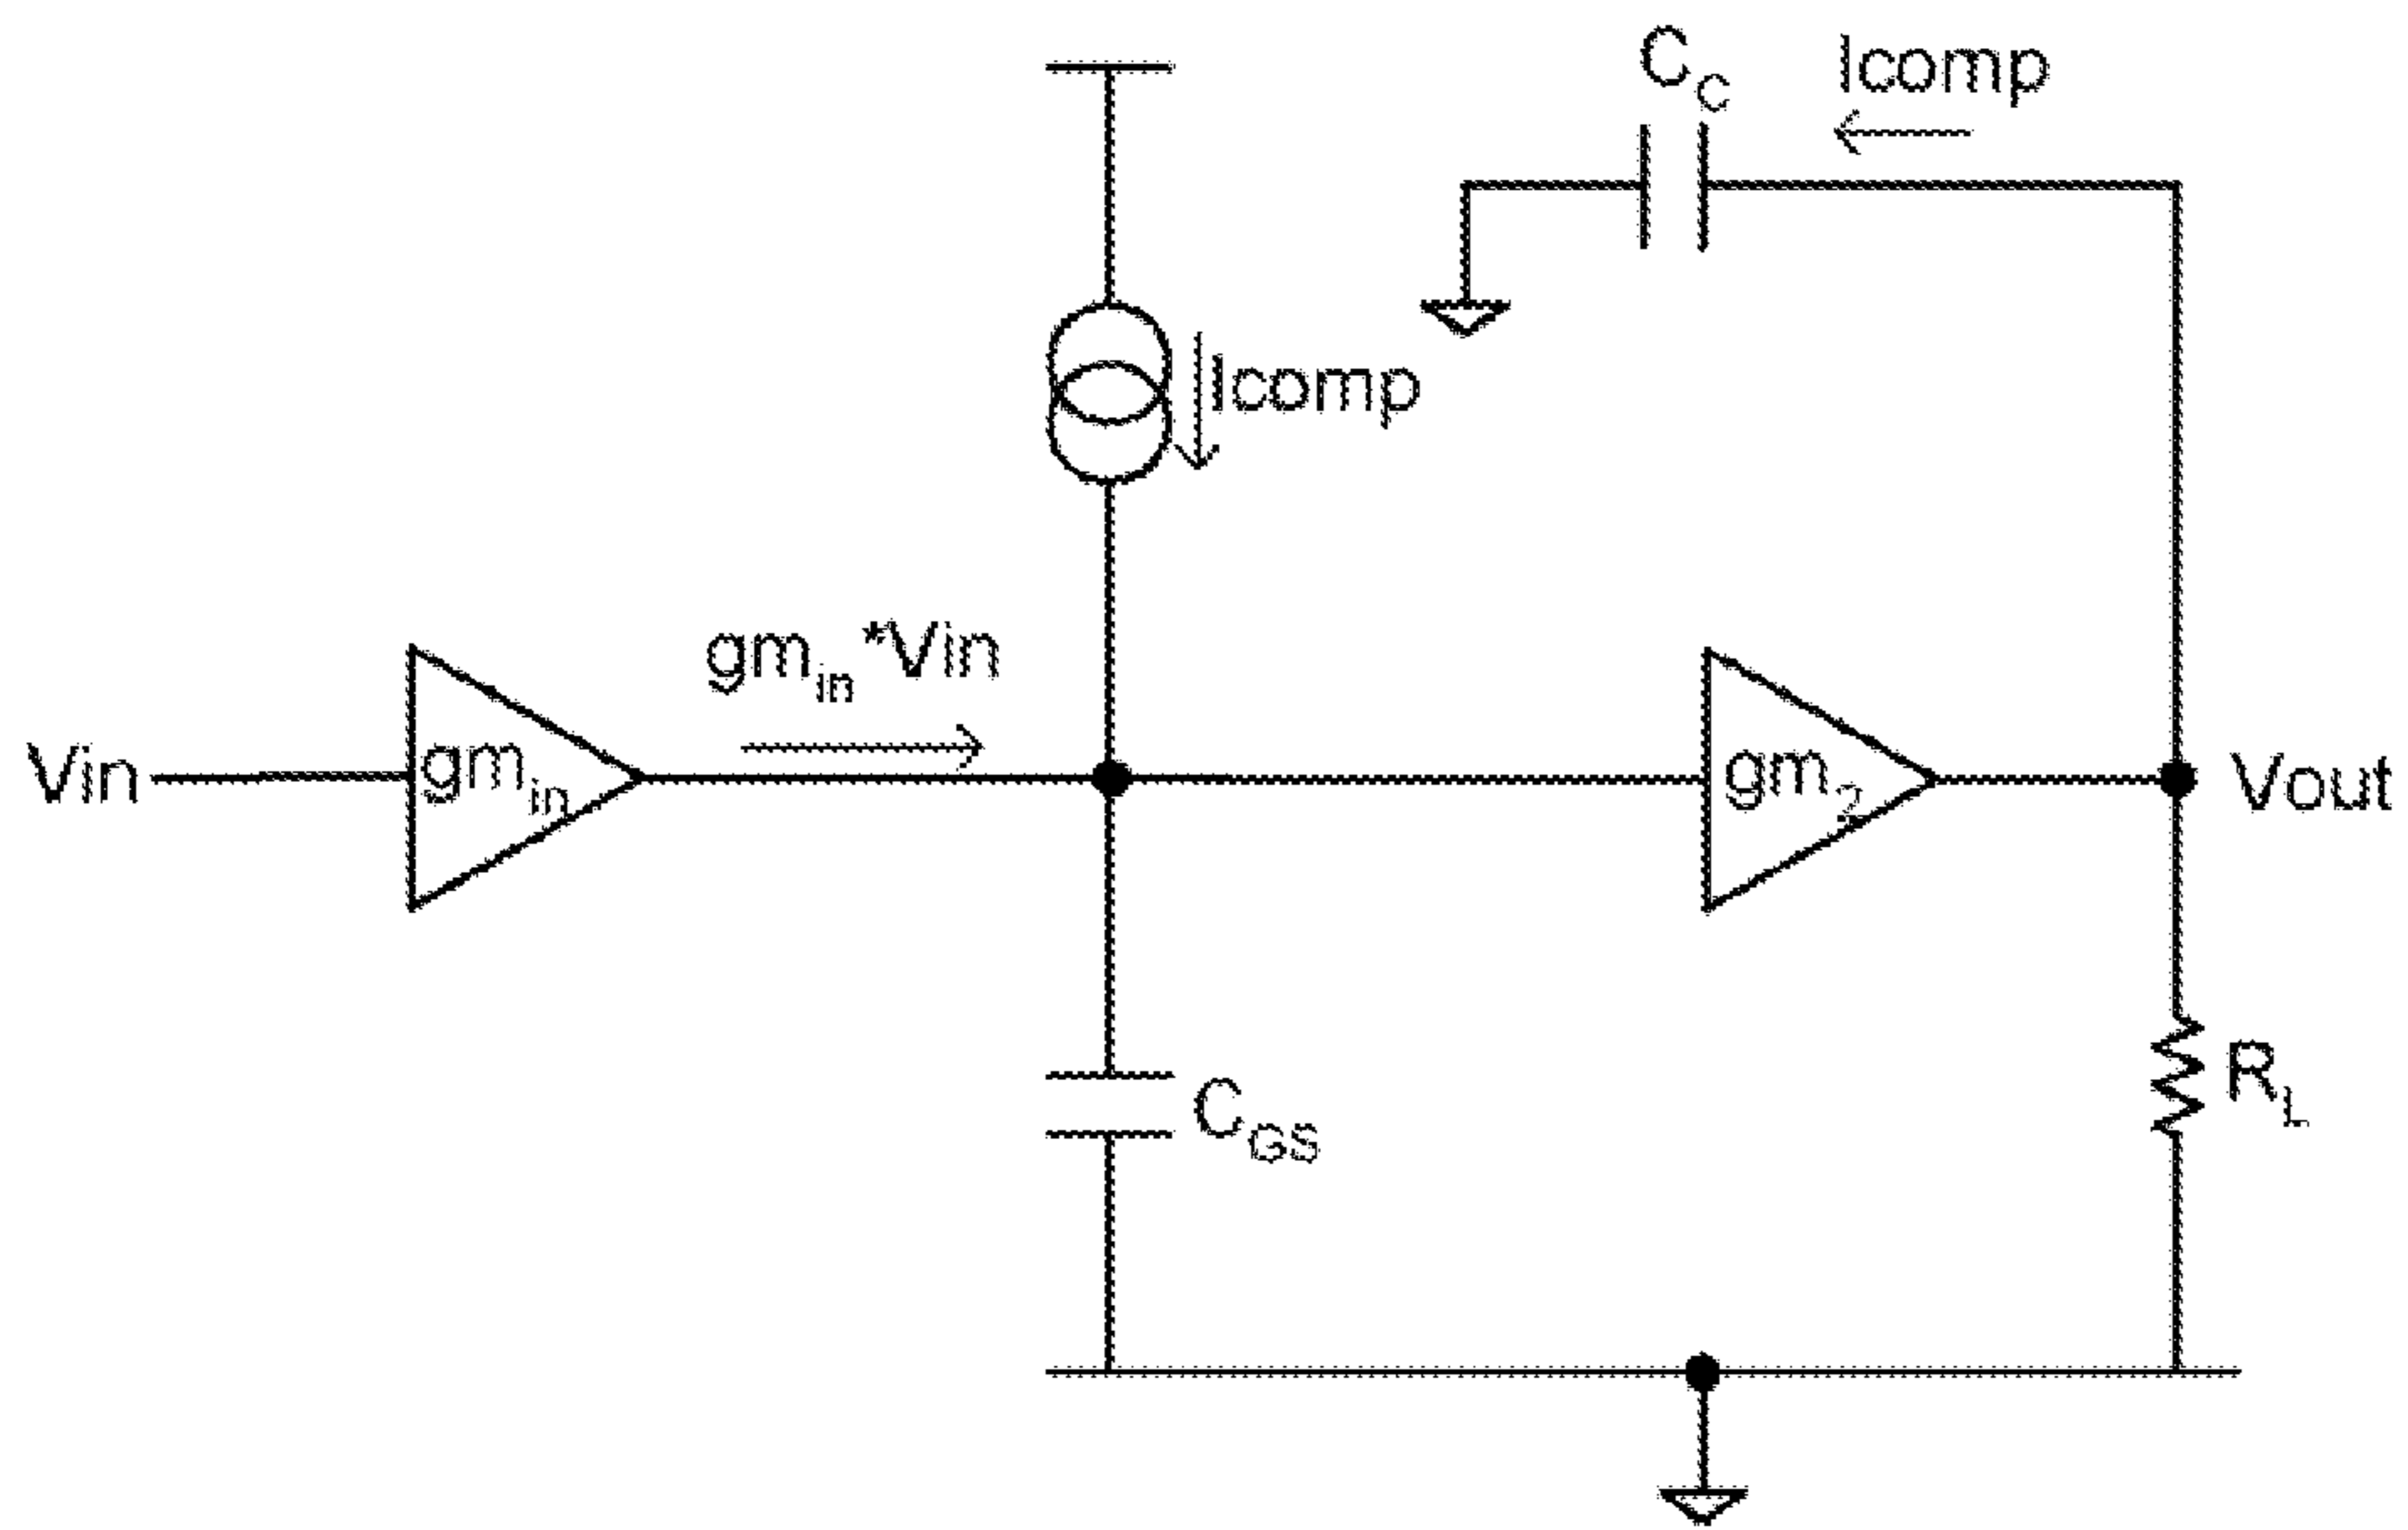 C_C Icomp
Icomp
gm_in*Vin
Vin gm_in gm_2 Vout
C_GS R_L